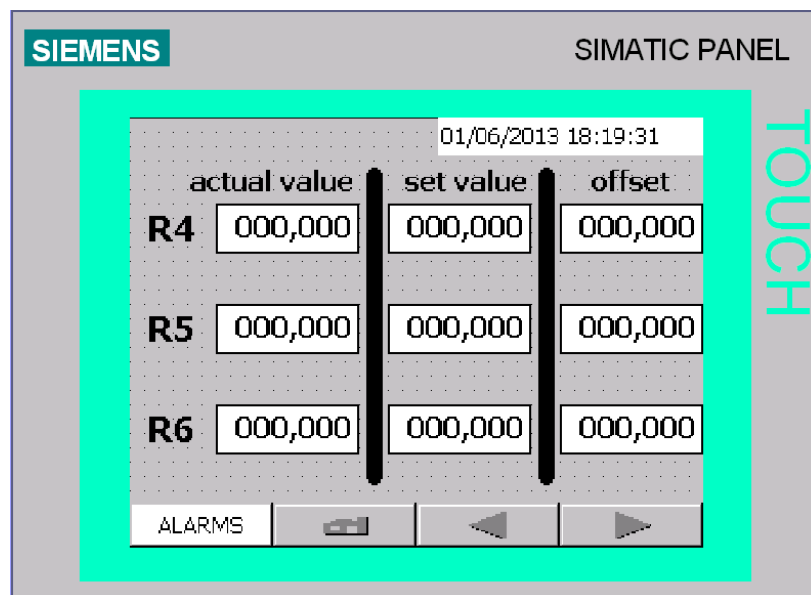 SIEMENS SIMATIC PANEL
TOUCH
01/06/2013 18:19:31
actual value set value offset
R4 000,000 000,000 000,000
R5 000,000 000,000 000,000
R6 000,000 000,000 000,000
ALARMS